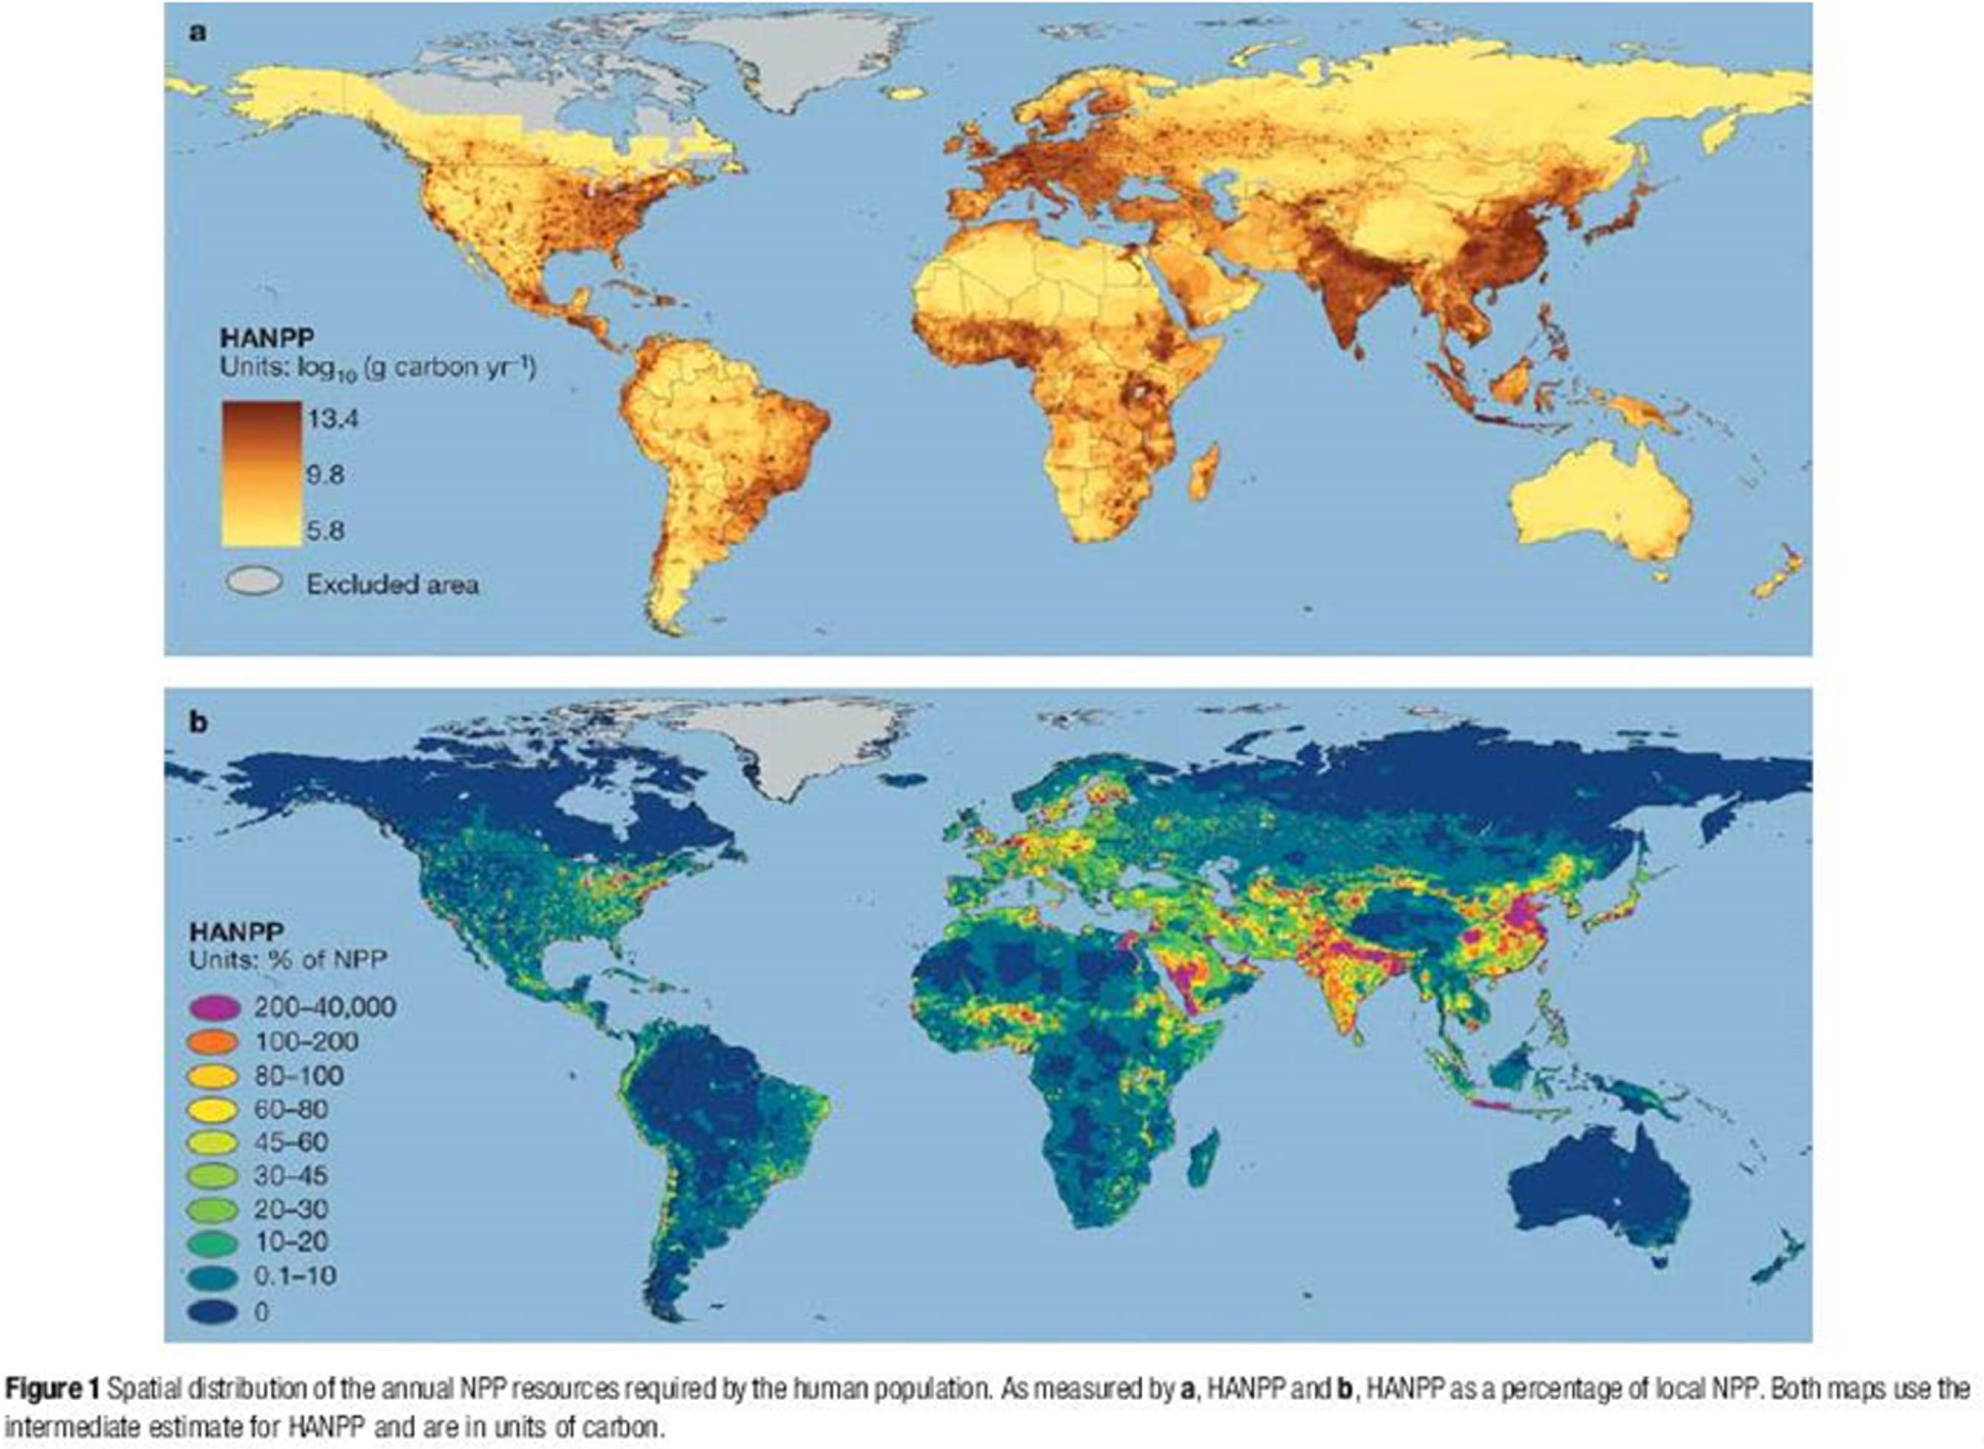 a
HANPP
Units: log₁₀ (g carbon yr⁻¹)
13.4
9.8
5.8
Excluded area
b
HANPP
Units: % of NPP
200–40,000
100–200
80–100
60–80
45–60
30–45
20–30
10–20
0.1–10
0
Figure 1 Spatial distribution of the annual NPP resources required by the human population. As measured by a, HANPP and b, HANPP as a percentage of local NPP. Both maps use the
intermediate estimate for HANPP and are in units of carbon.